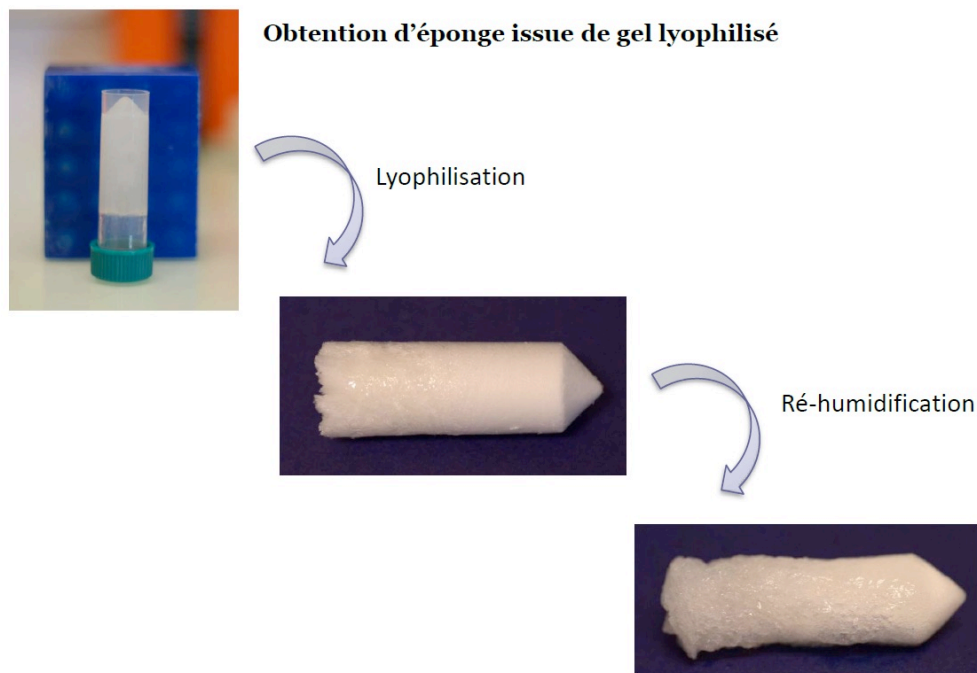 Obtention d’éponge issue de gel lyophilisé
Lyophilisation
Ré-humidification